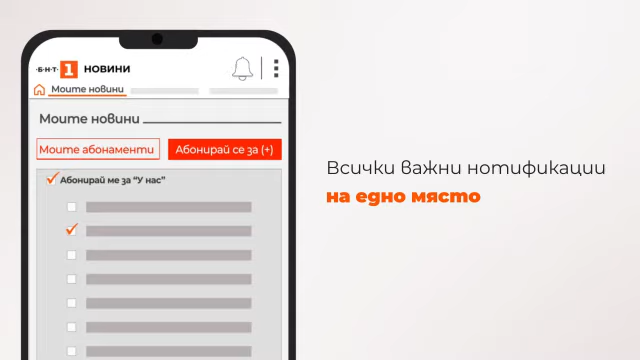 ·Б·Н·Т· 1 НОВИНИ
Моите новини
Моите новини
Моите абонаменти
Абонирай се за (+)
Абонирай ме за "У нас"
Всички важни нотификации
на едно място